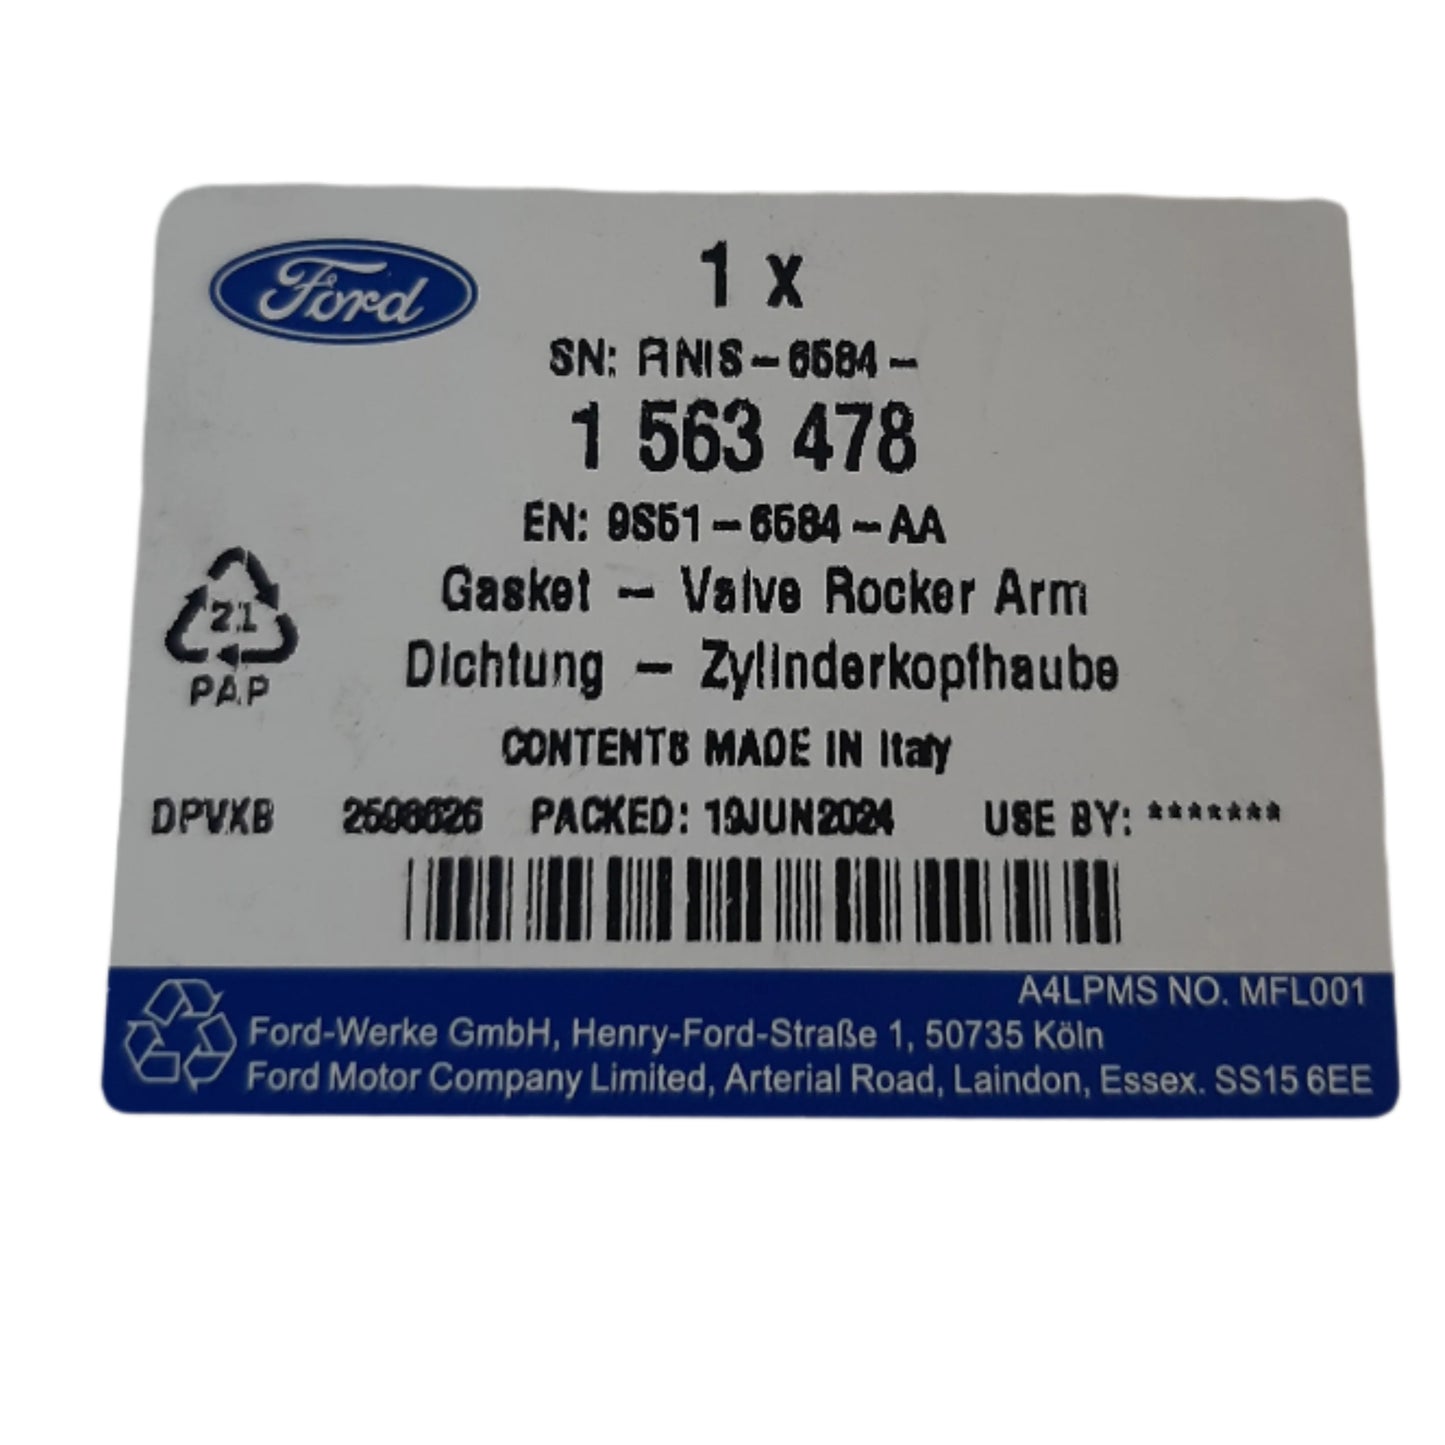 Ford
1 x
SN: RNIS-6584-
1 563 478
EN: 9S51-6584-AA
Gasket - Valve Rocker Arm
Dichtung - Zylinderkopfhaube
21
PAP
CONTENTS MADE IN Italy
DPVXB PACKED: 19JUN2024 USE BY: *******
A4LPMS NO. MFL001
Ford-Werke GmbH, Henry-Ford-Straße 1, 50735 Köln
Ford Motor Company Limited, Arterial Road, Laindon, Essex. SS15 6EE